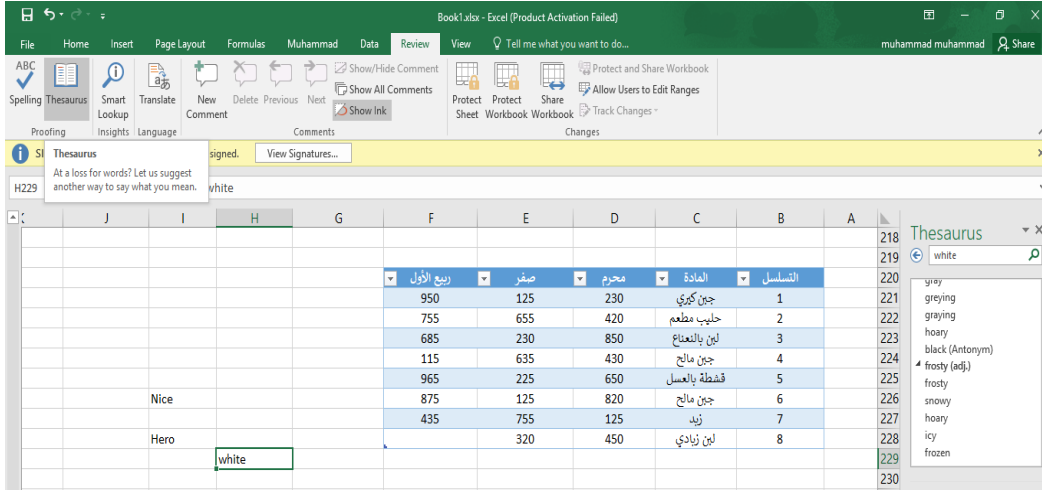 Book1.xlsx - Excel (Product Activation Failed)
File Home Insert Page Layout Formulas Muhammad Data Review View Tell me what you want to do... muhammad muhammad Share
ABC
Spelling Thesaurus Smart Lookup Translate New Comment Delete Previous Next
Show/Hide Comment
Show All Comments
Show Ink
Protect Sheet Protect Workbook Share Workbook
Protect and Share Workbook
Allow Users to Edit Ranges
Track Changes
Proofing Insights Language Comments Changes
signed. View Signatures...
Thesaurus
At a loss for words? Let us suggest
another way to say what you mean.
H229 white
J I H G F E D C B A
218
219
التسلسل المادة محرم صفر ربيع الأول 220
1 جبن كيري 230 125 950 221
2 حليب مطعم 420 655 755 222
3 لبن بالنعناع 850 230 685 223
4 جبن مالح 430 635 115 224
5 قشطة بالعسل 650 225 965 225
6 جبن مالح 820 125 875 Nice 226
7 زبد 125 755 435 227
8 لبن زبادي 450 320 Hero 228
white 229
230
Thesaurus
white
gray
greying
graying
hoary
black (Antonym)
frosty (adj.)
frosty
snowy
hoary
icy
frozen